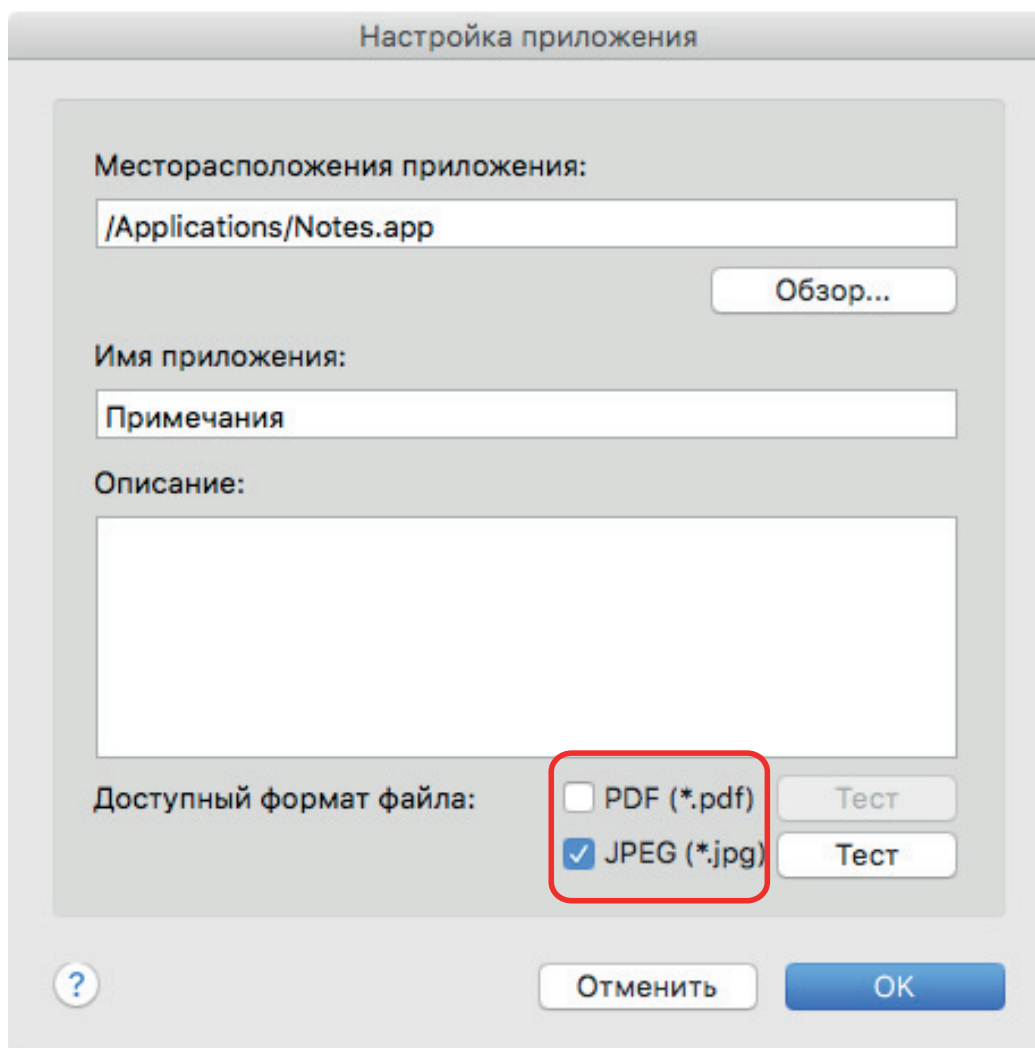 Настройка приложения
Месторасположения приложения:
/Applications/Notes.app
Обзор...
Имя приложения:
Примечания
Описание:
Доступный формат файла: PDF (*.pdf) Тест
JPEG (*.jpg) Тест
? Отменить OK